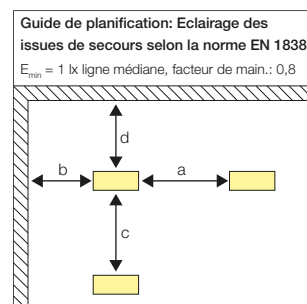 Guide de planification: Eclairage des
issues de secours selon la norme EN 1838
Emin = 1 lx ligne médiane, facteur de main.: 0,8
d
b
a
c